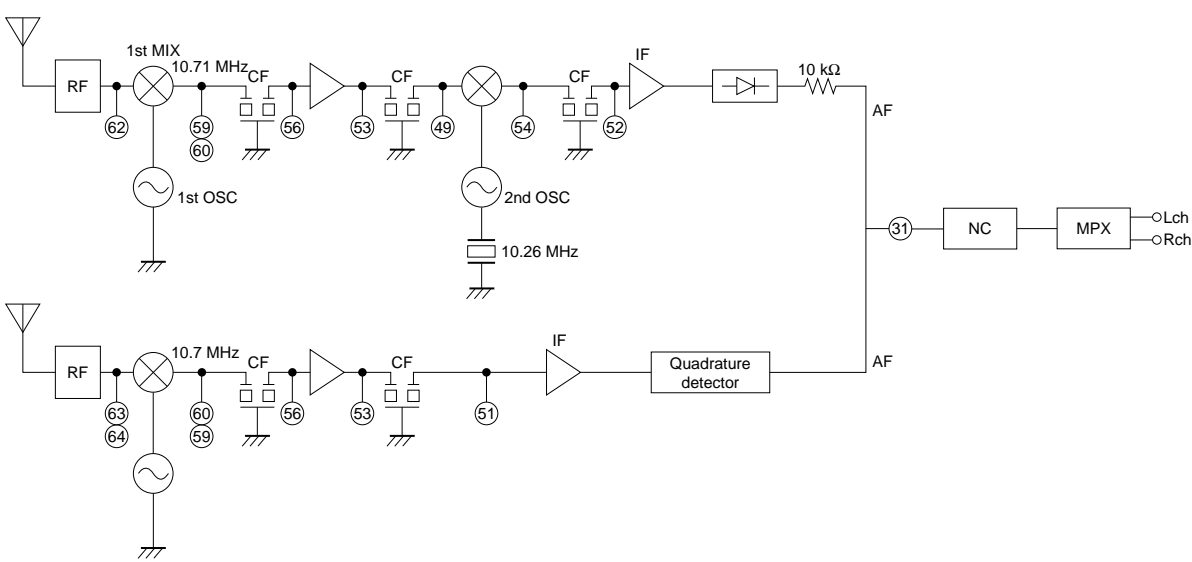 1st MIX
10.71 MHz
IF
RF
CF
CF
CF
10 kΩ
AF
62
59
60
56
53
49
54
52
1st OSC
2nd OSC
10.26 MHz
31
NC
MPX
Lch
Rch
10.7 MHz
IF
RF
CF
CF
Quadrature
detector
AF
63
64
60
59
56
53
51